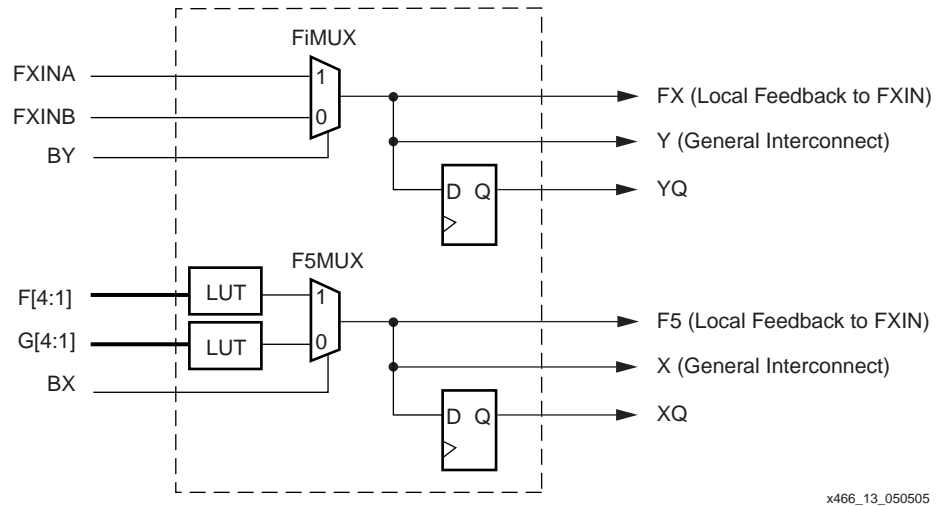 FiMUX
FXINA
1
FX (Local Feedback to FXIN)
FXINB
0
Y (General Interconnect)
BY
D Q
YQ
F5MUX
F[4:1]
LUT
1
F5 (Local Feedback to FXIN)
G[4:1]
LUT
0
X (General Interconnect)
BX
D Q
XQ
x466_13_050505